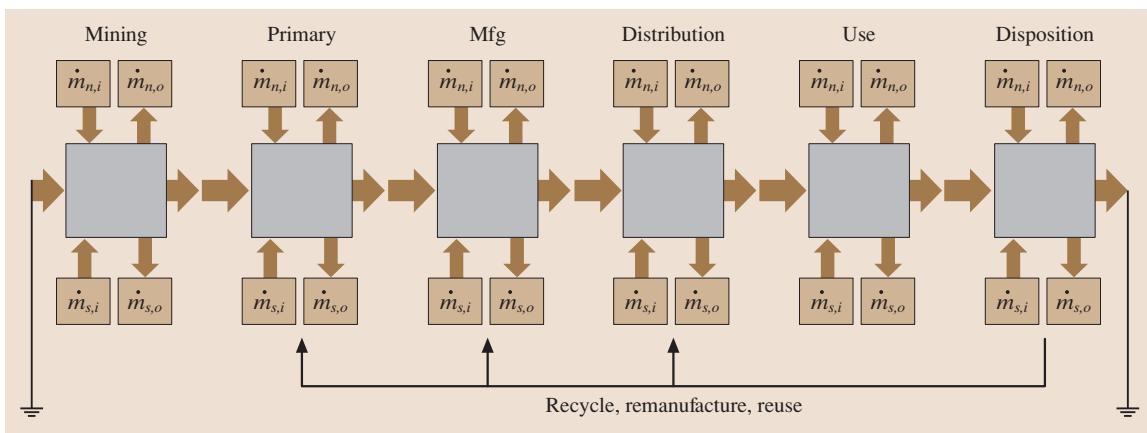 Mining Primary Mfg Distribution Use Disposition
ṁn,i ṁn,o ṁn,i ṁn,o ṁn,i ṁn,o ṁn,i ṁn,o ṁn,i ṁn,o ṁn,i ṁn,o
ṁs,i ṁs,o ṁs,i ṁs,o ṁs,i ṁs,o ṁs,i ṁs,o ṁs,i ṁs,o ṁs,i ṁs,o
Recycle, remanufacture, reuse